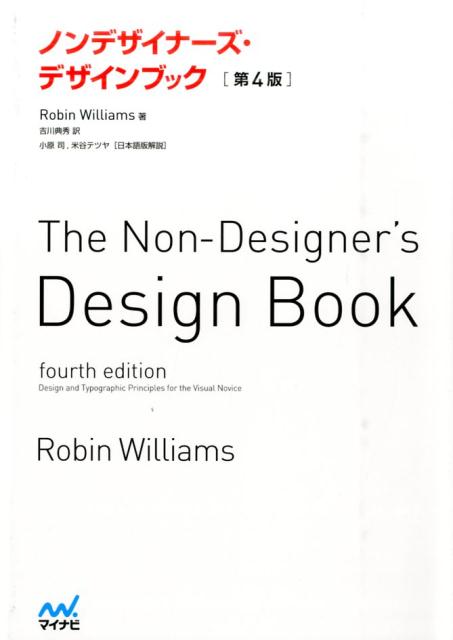 ノンデザイナーズ・
デザインブック [第4版]
Robin Williams 著
吉川典秀 訳
小原 司, 米谷テツヤ [日本語版解説]
The Non-Designer's
Design Book
fourth edition
Design and Typographic Principles for the Visual Novice
Robin Williams
マイナビ